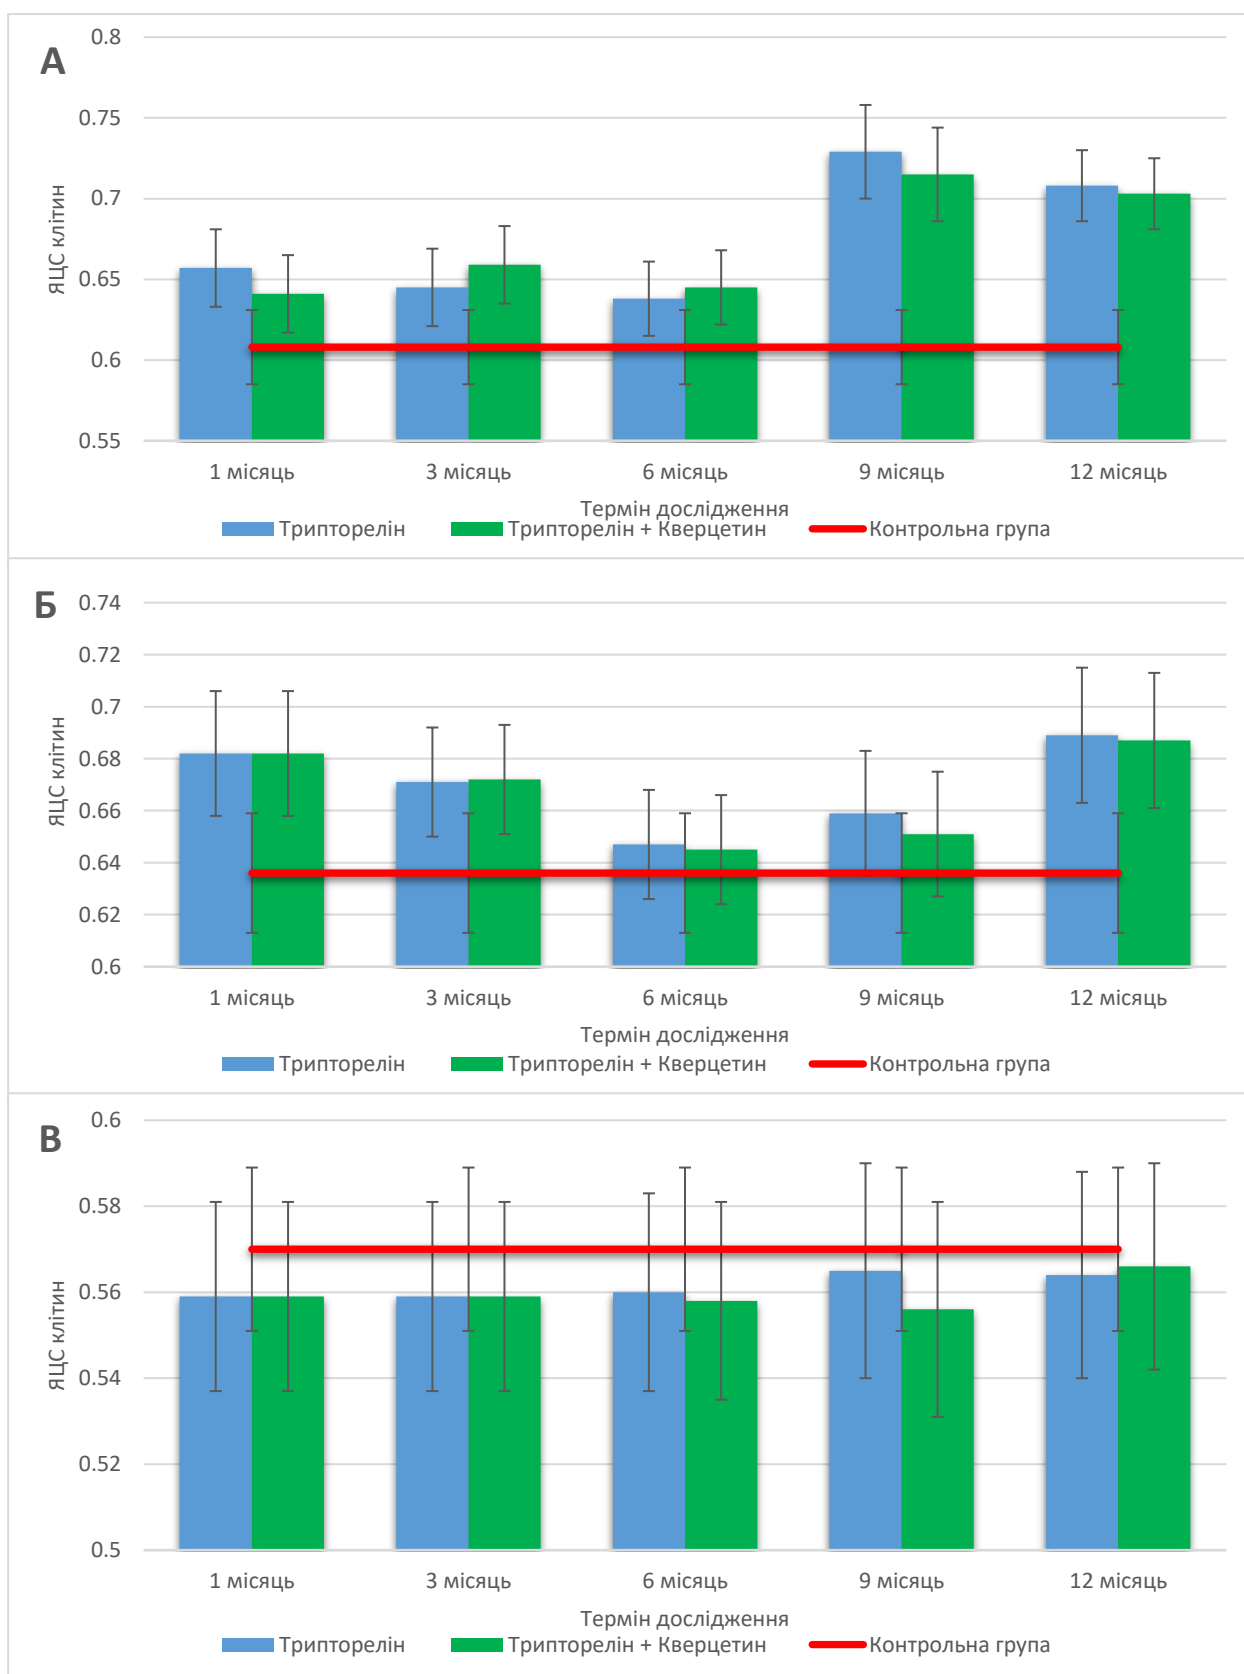 А
0.8
0.75
0.7
0.65
0.6
0.55
ЯЦС клітин
1 місяць 3 місяць 6 місяць 9 місяць 12 місяць
Термін дослідження
Трипторелін Трипторелін + Кверцетин Контрольна група
Б
0.74
0.72
0.7
0.68
0.66
0.64
0.62
0.6
ЯЦС клітин
1 місяць 3 місяць 6 місяць 9 місяць 12 місяць
Термін дослідження
Трипторелін Трипторелін + Кверцетин Контрольна група
В
0.6
0.58
0.56
0.54
0.52
0.5
ЯЦС клітин
1 місяць 3 місяць 6 місяць 9 місяць 12 місяць
Термін дослідження
Трипторелін Трипторелін + Кверцетин Контрольна група